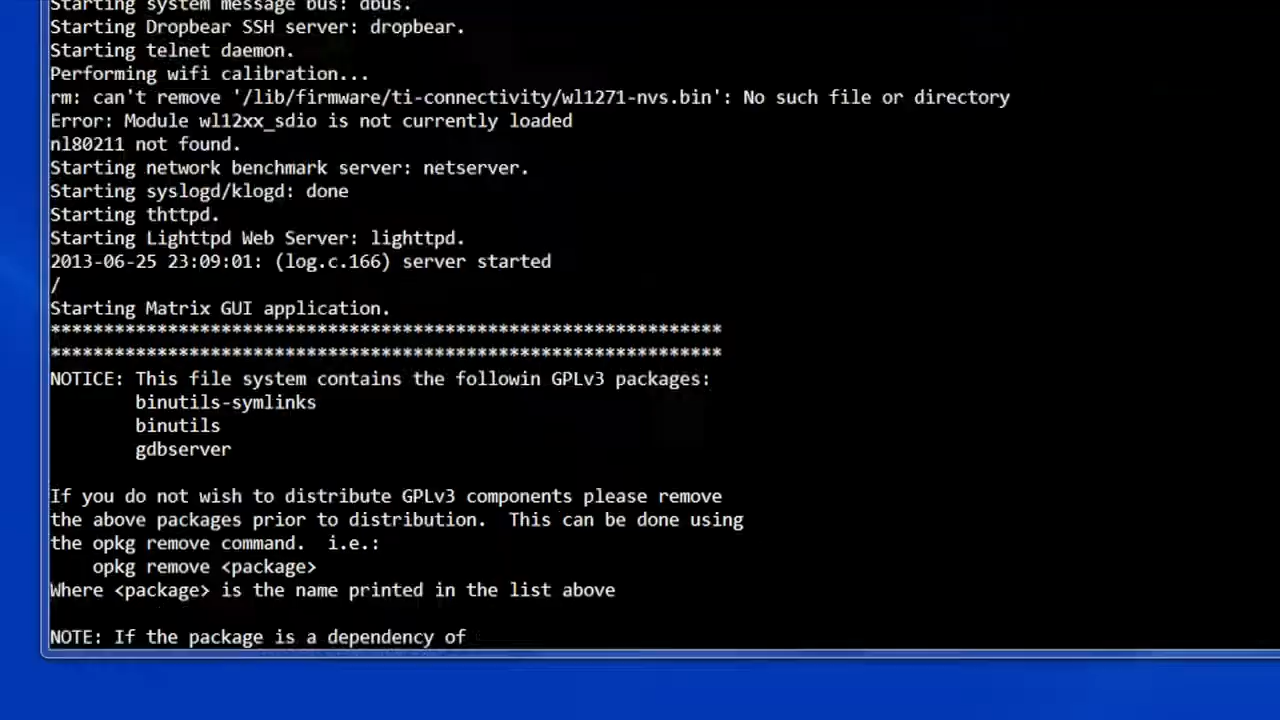 Starting system message bus: dbus.
Starting Dropbear SSH server: dropbear.
Starting telnet daemon.
Performing wifi calibration...
rm: can't remove '/lib/firmware/ti-connectivity/wl1271-nvs.bin': No such file or directory
Error: Module wl12xx_sdio is not currently loaded
nl80211 not found.
Starting network benchmark server: netserver.
Starting syslogd/klogd: done
Starting thttpd.
Starting Lighttpd Web Server: lighttpd.
2013-06-25 23:09:01: (log.c.166) server started
/
Starting Matrix GUI application.
***************************************************************
***************************************************************
NOTICE: This file system contains the followin GPLv3 packages:
        binutils-symlinks
        binutils
        gdbserver
If you do not wish to distribute GPLv3 components please remove
the above packages prior to distribution.  This can be done using
the opkg remove command.  i.e.:
    opkg remove <package>
Where <package> is the name printed in the list above
NOTE: If the package is a dependency of